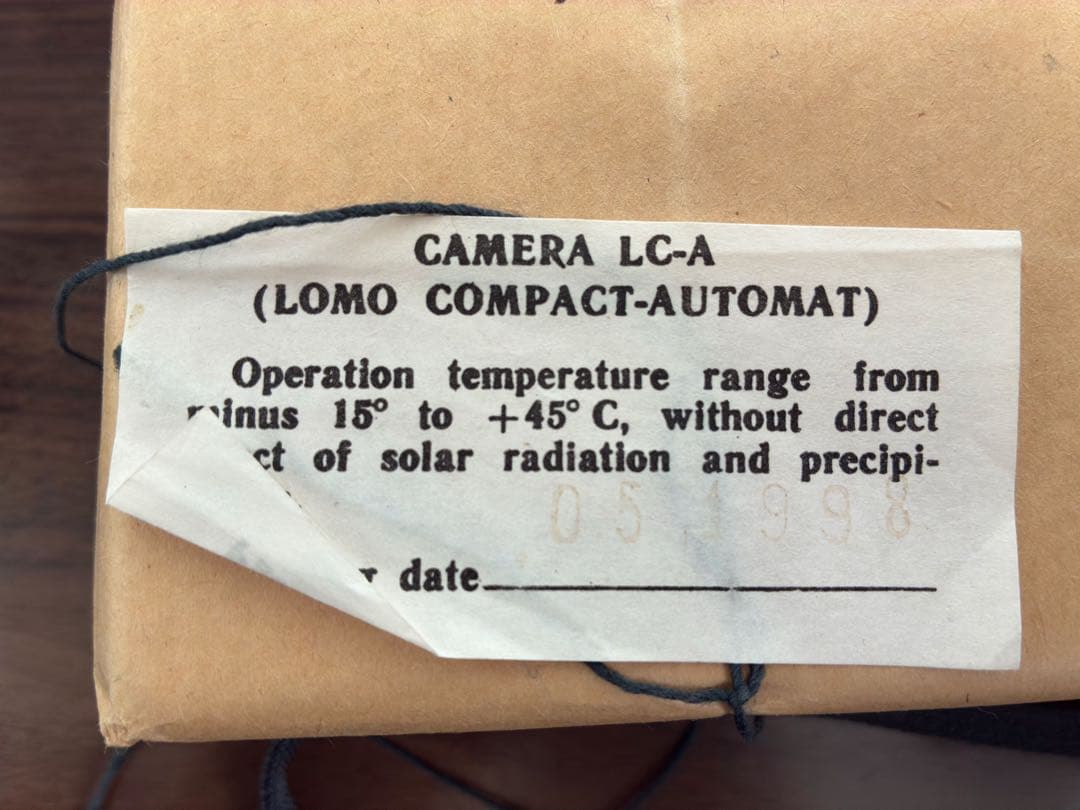 CAMERA LC-A
(LOMO COMPACT-AUTOMAT)
Operation temperature range from
minus 15° to +45° C, without direct
of solar radiation and precipi-
05 1998
date